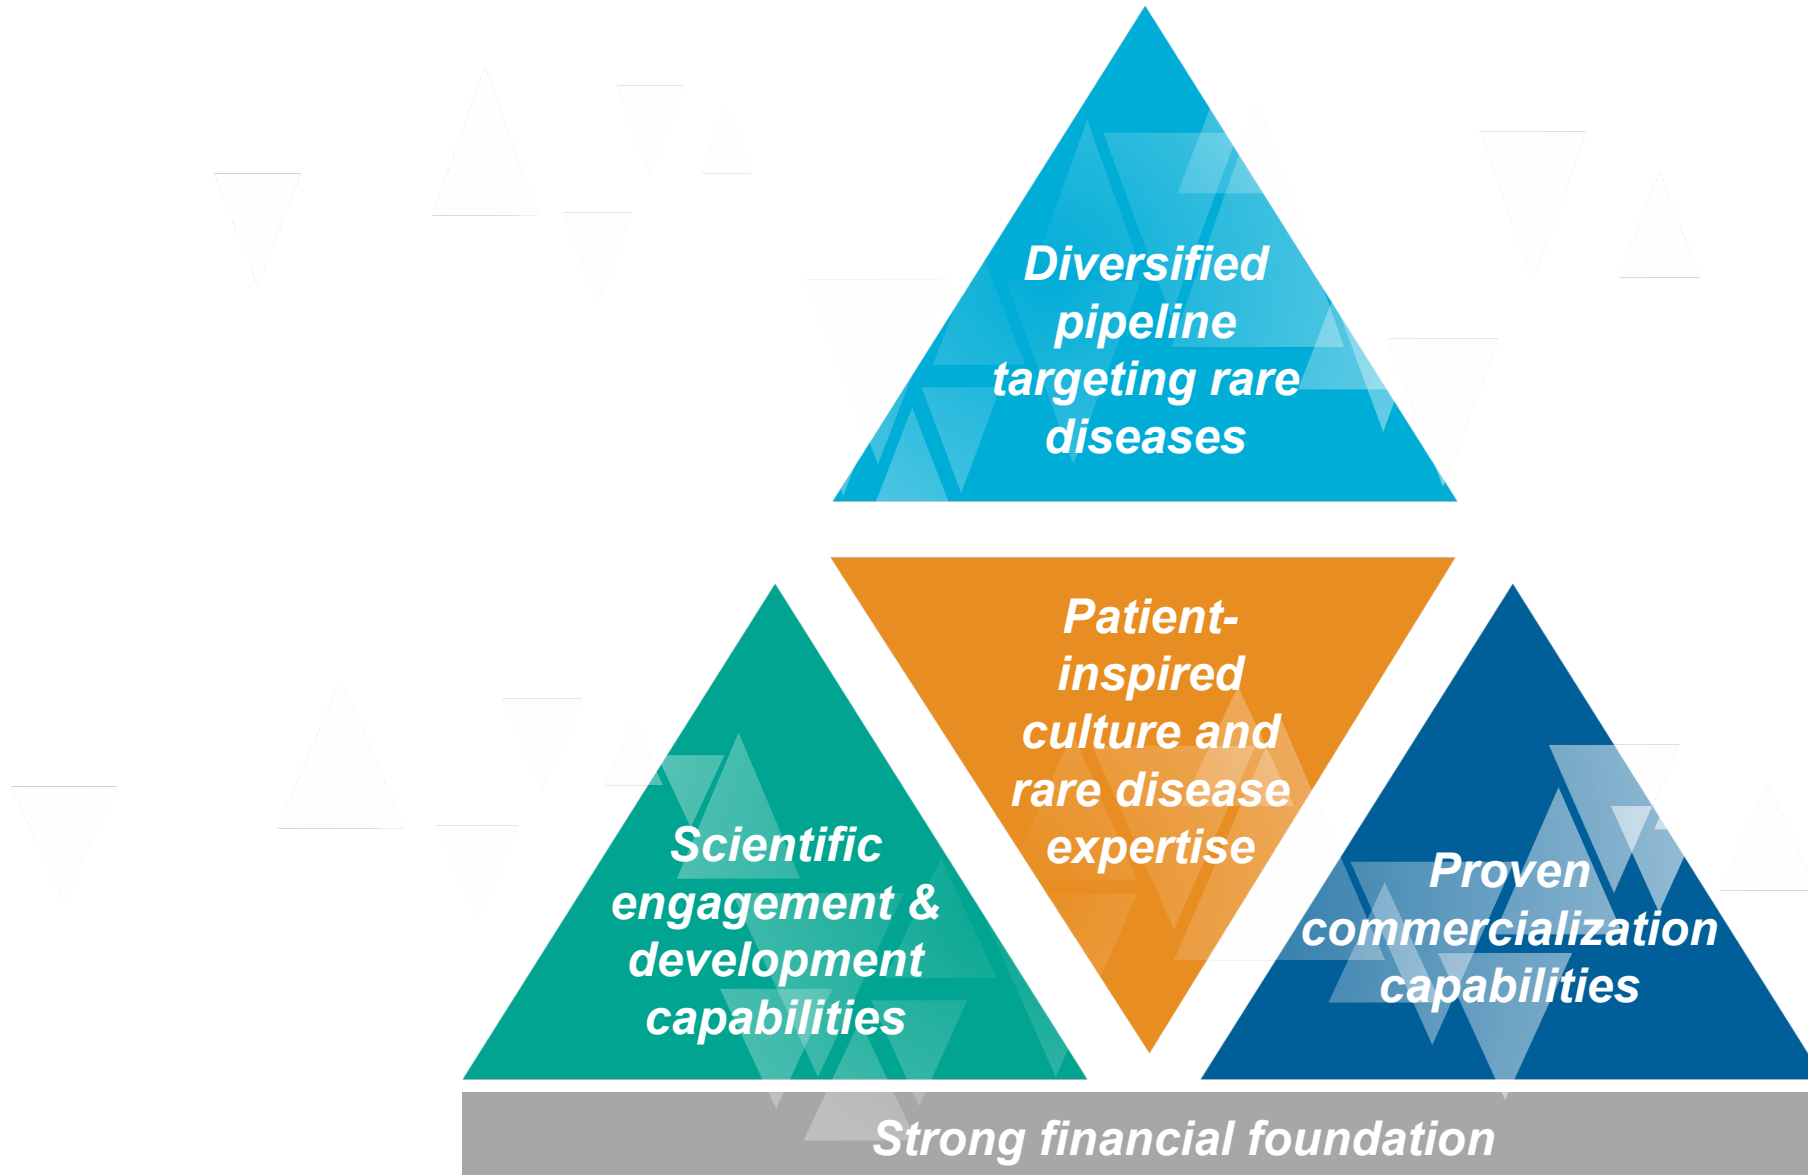 Diversified
pipeline
targeting rare
diseases
Patient-
inspired
culture and
rare disease
expertise
Scientific
engagement &
development
capabilities
Proven
commercialization
capabilities
Strong financial foundation